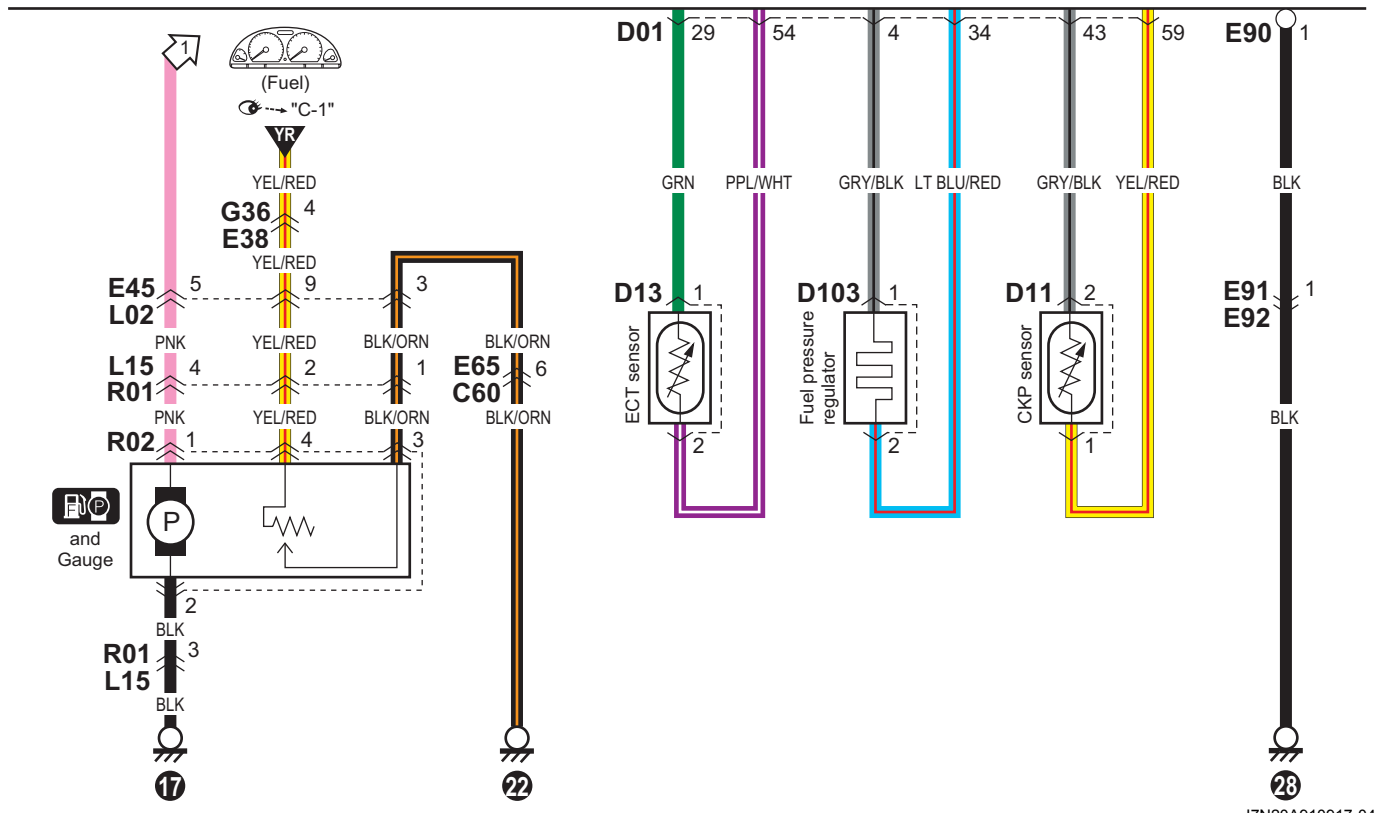 1
(Fuel)
"C-1"
YR
YEL/RED
G36 4
E38
YEL/RED
E45 5 9 3
L02
PNK YEL/RED BLK/ORN BLK/ORN
L15 4 2 1 E65 6
R01 C60
PNK YEL/RED BLK/ORN BLK/ORN
R02 1 4 3
P
P
and
Gauge
2
BLK
R01 3
L15
BLK
17
22
D01 29 54 4 34 43 59
E90 1
GRN PPL/WHT GRY/BLK LT BLU/RED GRY/BLK YEL/RED BLK
D13 1 D103 1 D11 2
E91 1
E92
ECT sensor
Fuel pressure
regulator
CKP sensor
2 2 1
BLK
28